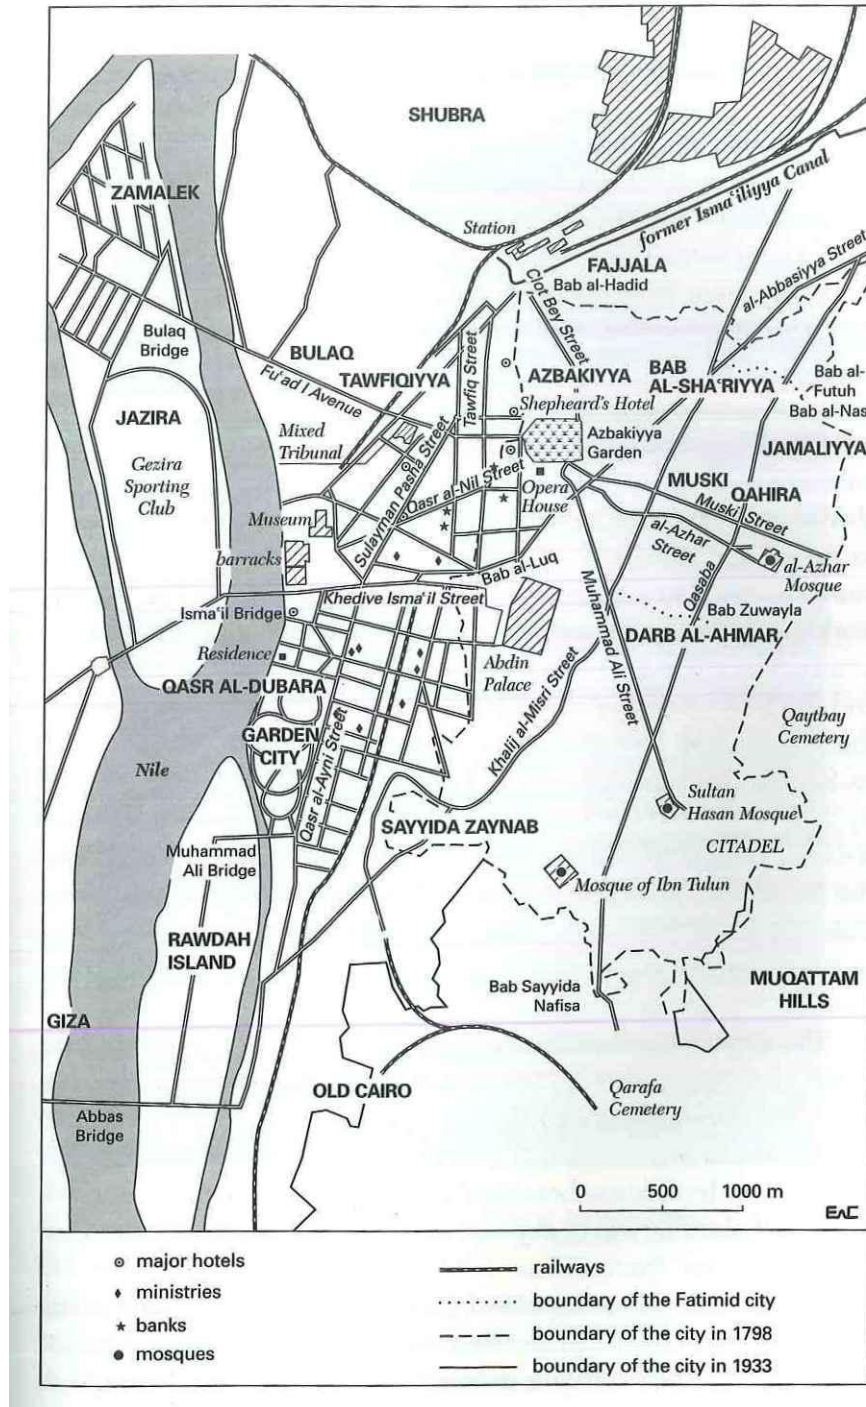 SHUBRA
ZAMALEK
Station
former Isma‘iliyya Canal
FAJJALA
Bab al-Hadid
al-Abbasiyya Street
Clot Bey Street
Bulaq
Bridge
BULAQ
Fu‘ad I Avenue
TAWFIQIYYA
Tawfiq Street
AZBAKIYYA
BAB
AL-SHA‘RIYYA
Bab al-
Futuh
Bab al-Nas
Shepheard's Hotel
JAZIRA
Mixed
Tribunal
Azbakiyya
Garden
JAMALIYYA
Gezira
Sporting
Club
Sulayman Pasha Street
Qasr al-Nil Street
Opera
House
MUSKI
QAHIRA
Muski Street
Museum
al-Azhar
Street
al-Azhar
Mosque
barracks
Bab al-Luq
Qasaba
Khedive Isma‘il Street
Isma‘il Bridge
Muhammad Ali Street
Bab Zuwayla
DARB AL-AHMAR
Residence
Abdin
Palace
QASR AL-DUBARA
Khalij al-Misri Street
Qaytbay
Cemetery
GARDEN
CITY
Qasr al-Ayni Street
Nile
Sultan
Hasan Mosque
SAYYIDA ZAYNAB
CITADEL
Muhammad
Ali Bridge
Mosque of Ibn Tulun
RAWDAH
ISLAND
Bab Sayyida
Nafisa
MUQATTAM
HILLS
GIZA
OLD CAIRO
Qarafa
Cemetery
Abbas
Bridge
0 500 1000 m
major hotels
ministries
banks
mosques
railways
boundary of the Fatimid city
boundary of the city in 1798
boundary of the city in 1933